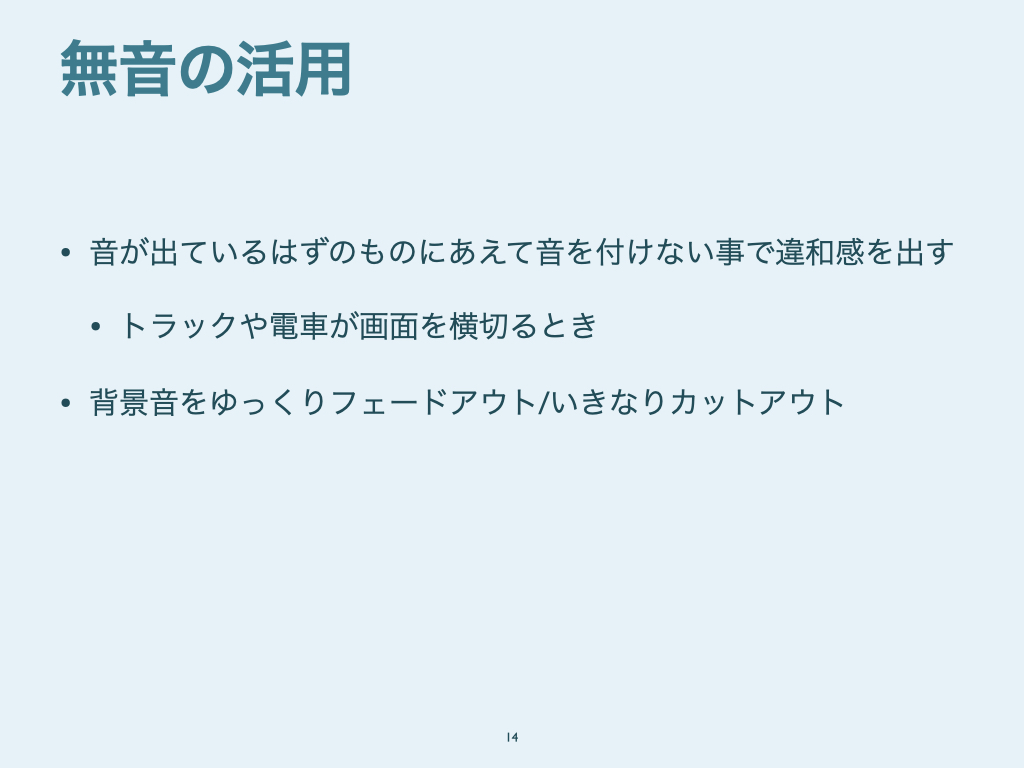 無音の活用
• 音が出ているはずのものにあえて音を付けない事で違和感を出す
• トラックや電車が画面を横切るとき
• 背景音をゆっくりフェードアウト/いきなりカットアウト
14